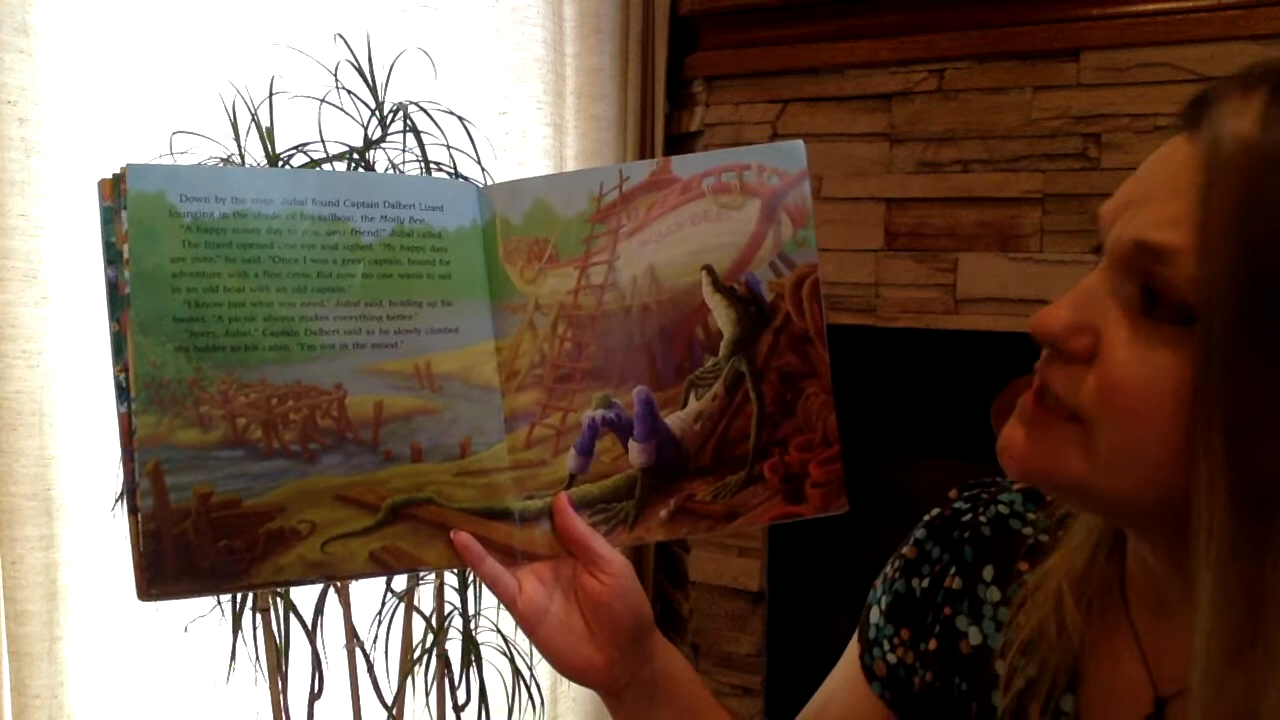 Down by the river, Jubal found Captain Dalbert Lizard
lounging in the shade of his sailboat, the Molly Bee.
"A happy sunny day to you, our friend!" Jubal called.
The lizard opened one eye and sighed. "My happy days
are over," he said. "Once I was a great captain, bound for
adventure with a fine crew. But now no one wants to sail
in an old boat with an old captain."
"I know just what you need," Jubal said, holding up his
basket. "A picnic always makes everything better."
"Sorry, Jubal," Captain Dalbert said as he slowly climbed
the ladder to his cabin. "I'm not in the mood."